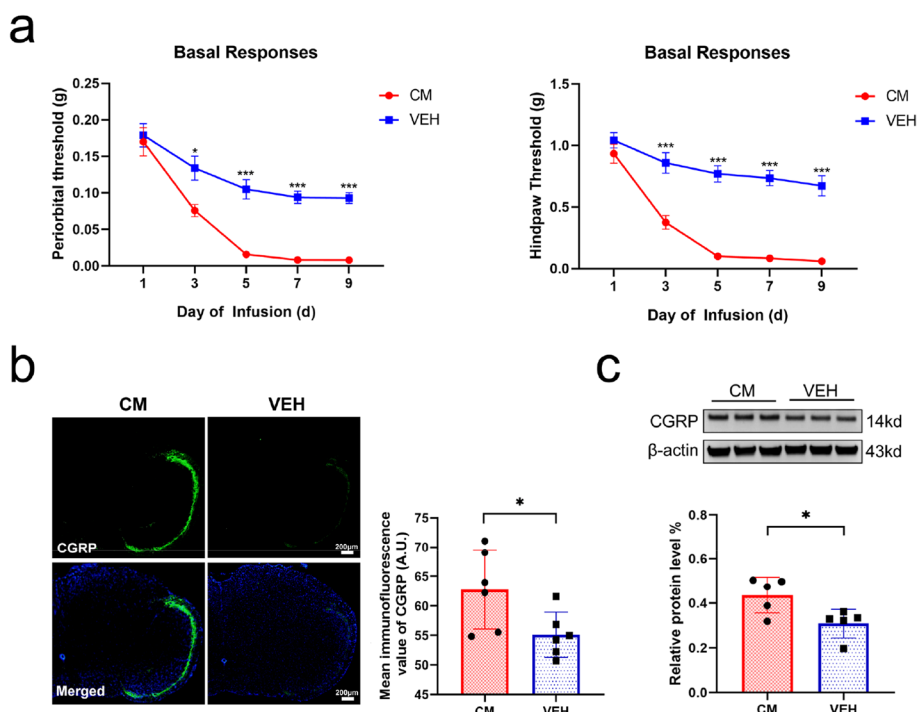 a
Basal Responses
Periorbital threshold (g)
0.25
0.20
0.15
0.10
0.05
0.00
*
***
***
***
CM
VEH
1 3 5 7 9
Day of Infusion (d)
Basal Responses
Hindpaw Threshold (g)
1.5
1.0
0.5
0.0
***
***
***
***
CM
VEH
1 3 5 7 9
Day of Infusion (d)
b
CM VEH
CGRP
200μm
200μm
Merged
200μm
200μm
Mean immunofluorescence
value of CGRP (A.U.)
75
70
65
60
55
50
45
*
CM VEH
c
CM VEH
CGRP 14kd
β-actin 43kd
Relative protein level %
0.8
0.6
0.4
0.2
0.0
*
CM VEH